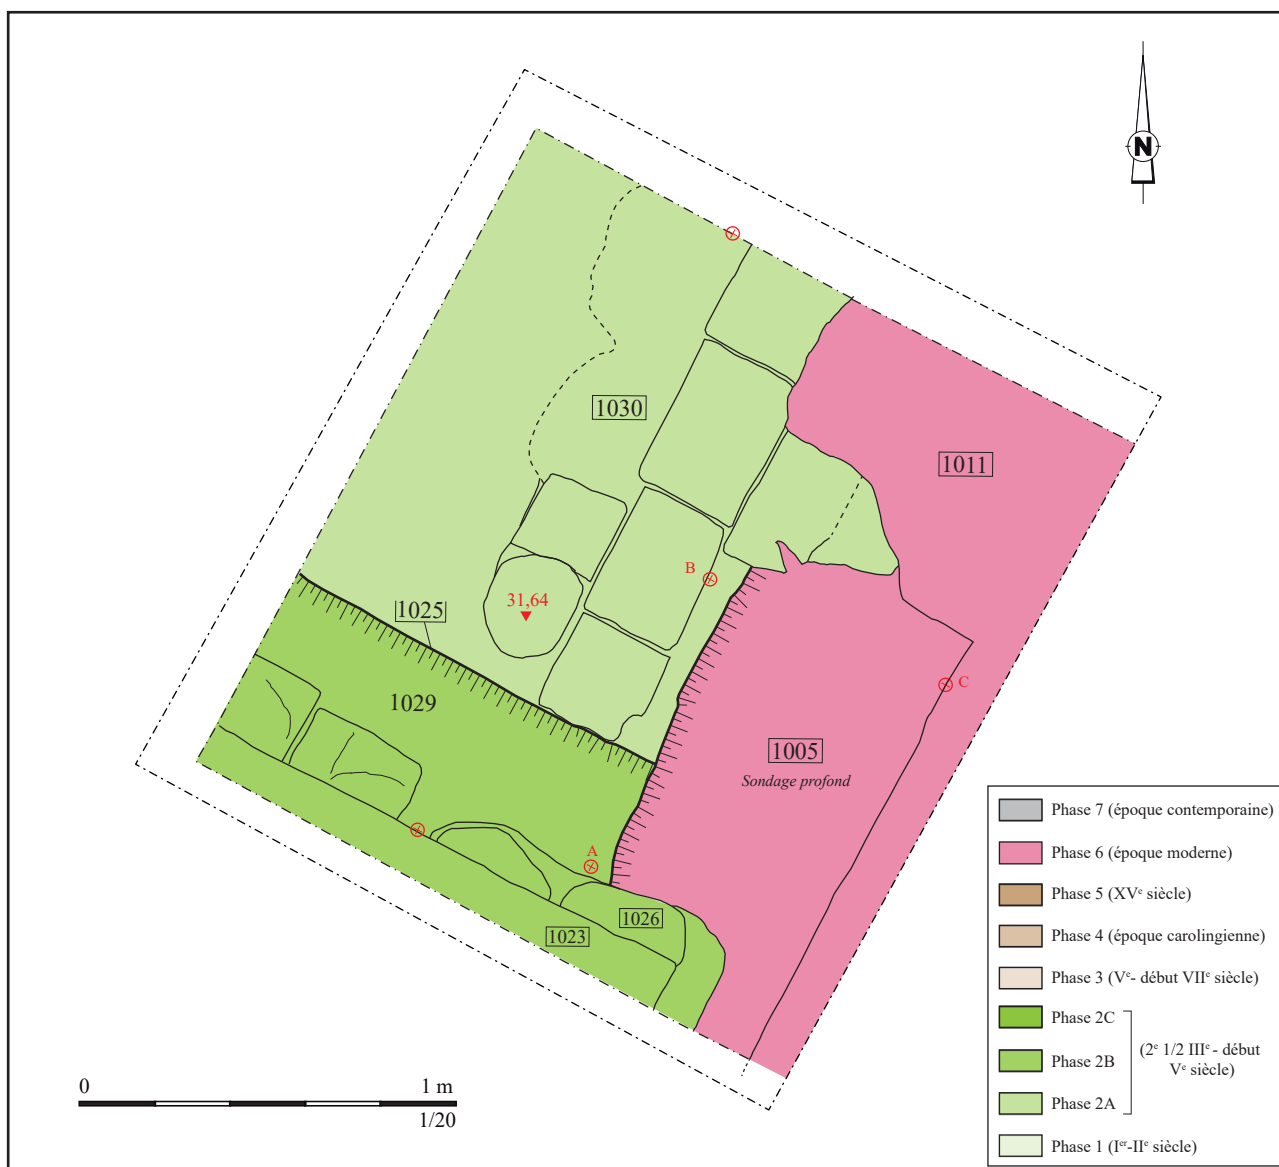 N
1030
1011
B
31,64
1025
C
1029
1005
Sondage profond
A
1026
1023
Phase 7 (époque contemporaine)
Phase 6 (époque moderne)
Phase 5 (XVe siècle)
Phase 4 (époque carolingienne)
Phase 3 (Ve- début VIIe siècle)
Phase 2C
Phase 2B
Phase 2A
(2e 1/2 IIIe - début
Ve siècle)
Phase 1 (Ier-IIe siècle)
0 1 m
1/20